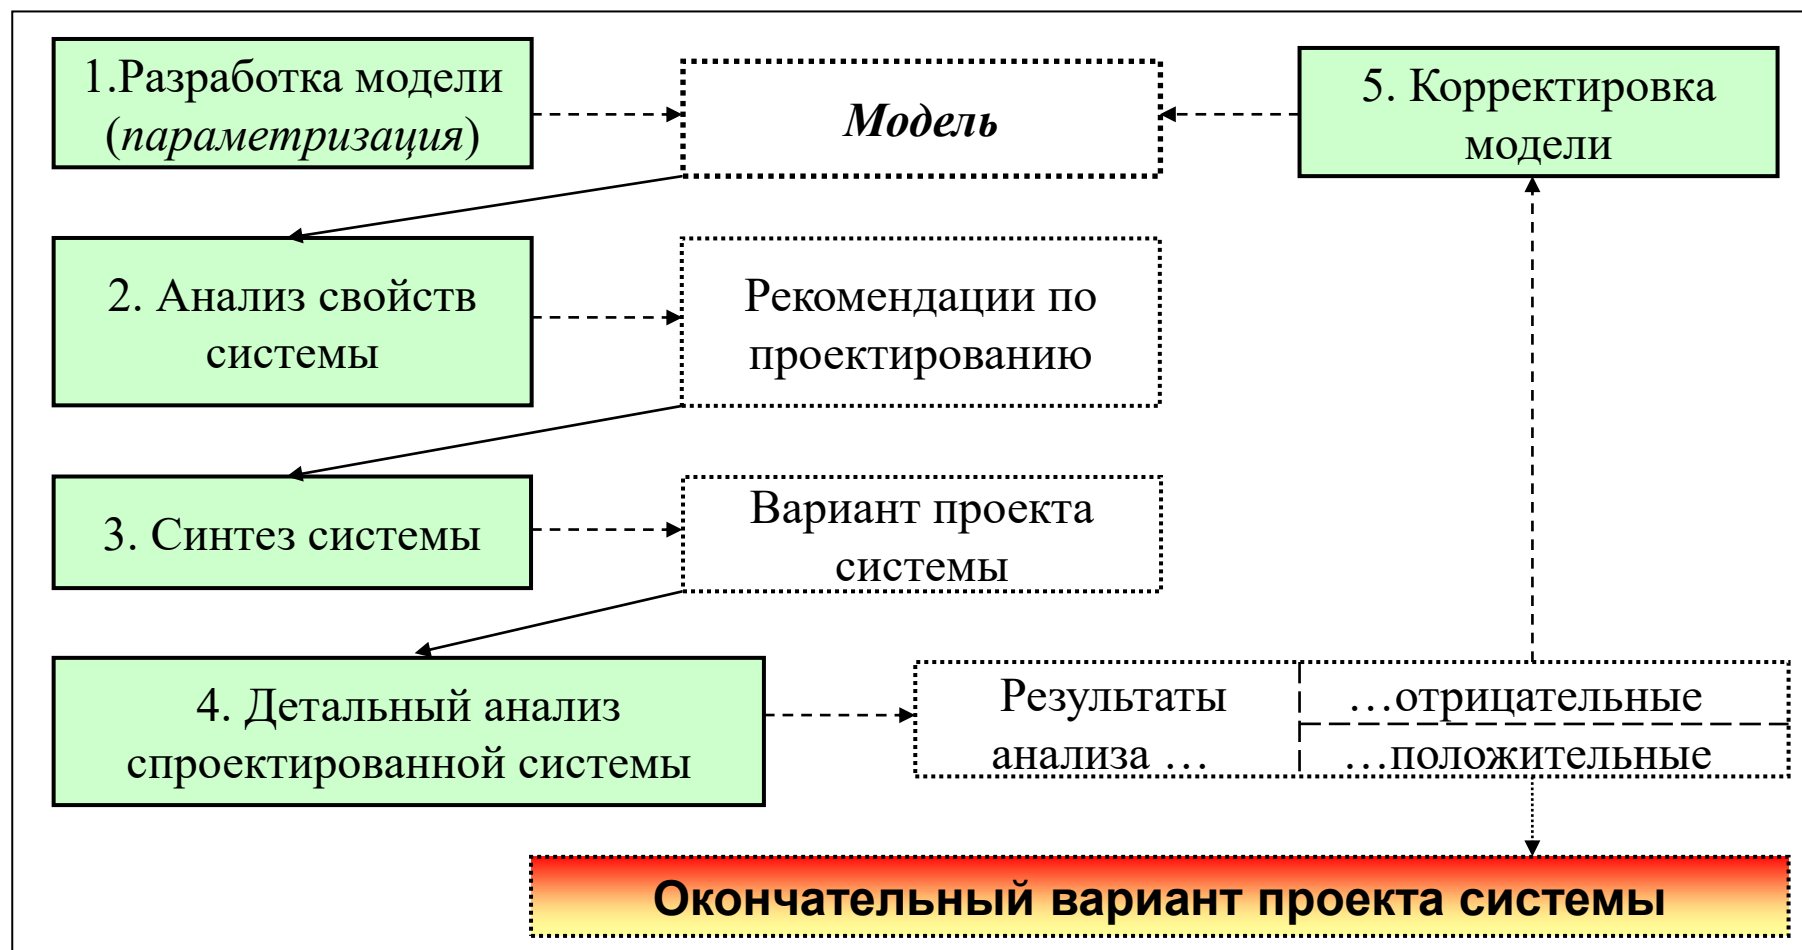 1.Разработка модели
(параметризация)
Модель
5. Корректировка
модели
2. Анализ свойств
системы
Рекомендации по
проектированию
3. Синтез системы
Вариант проекта
системы
4. Детальный анализ
спроектированной системы
Результаты
анализа …
…отрицательные
…положительные
Окончательный вариант проекта системы